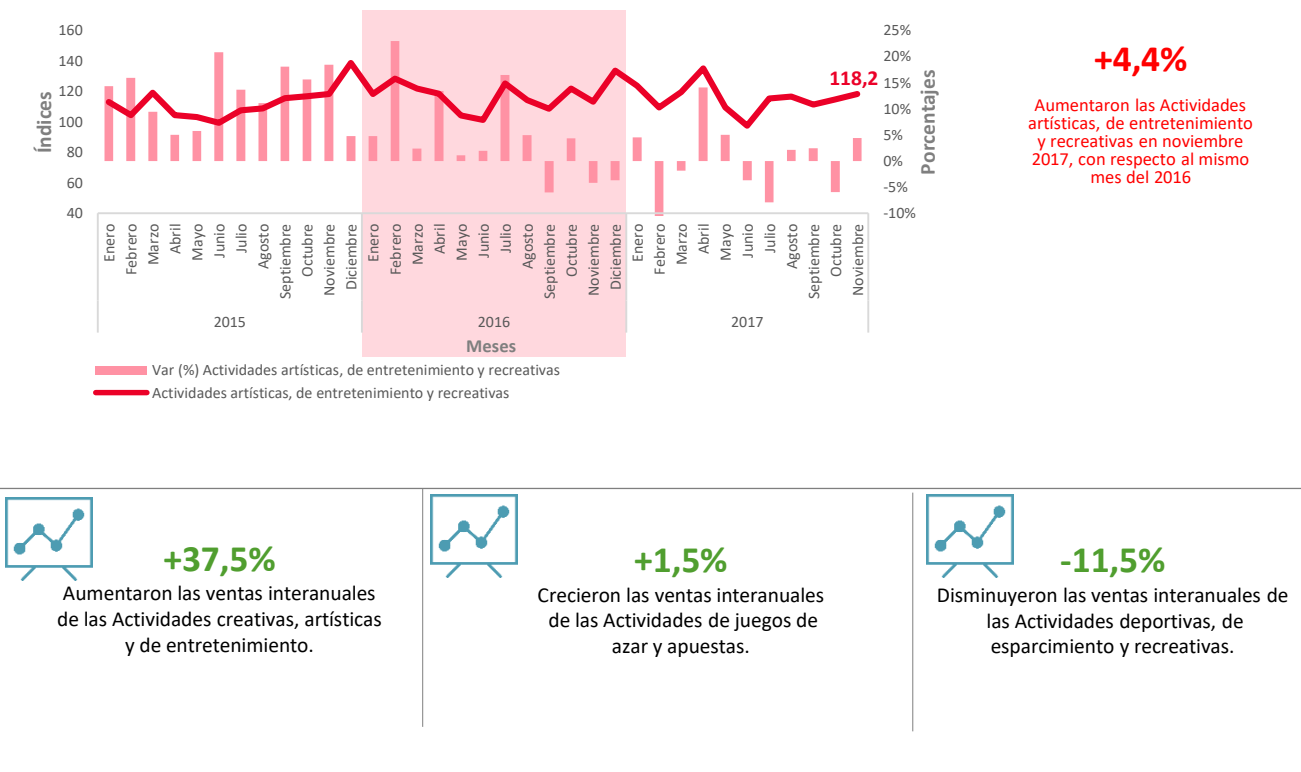 160
140
120
100
80
60
40
Índices
25%
20%
15%
10%
5%
0%
-5%
-10%
Porcentajes
118,2
Enero
Febrero
Marzo
Abril
Mayo
Junio
Julio
Agosto
Septiembre
Octubre
Noviembre
Diciembre
Enero
Febrero
Marzo
Abril
Mayo
Junio
Julio
Agosto
Septiembre
Octubre
Noviembre
Diciembre
Enero
Febrero
Marzo
Abril
Mayo
Junio
Julio
Agosto
Septiembre
Octubre
Noviembre
2015
2016
2017
Meses
Var (%) Actividades artísticas, de entretenimiento y recreativas
Actividades artísticas, de entretenimiento y recreativas
+4,4%
Aumentaron las Actividades
artísticas, de entretenimiento
y recreativas en noviembre
2017, con respecto al mismo
mes del 2016
+37,5%
Aumentaron las ventas interanuales
de las Actividades creativas, artísticas
y de entretenimiento.
+1,5%
Crecieron las ventas interanuales
de las Actividades de juegos de
azar y apuestas.
-11,5%
Disminuyeron las ventas interanuales de
las Actividades deportivas, de
esparcimiento y recreativas.